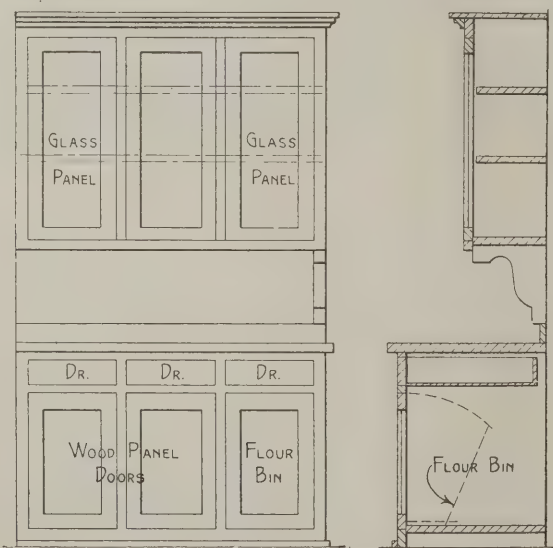 GLASS
PANEL
GLASS
PANEL
DR.
DR.
DR.
WOOD PANEL
DOORS
FLOUR
BIN
FLOUR BIN